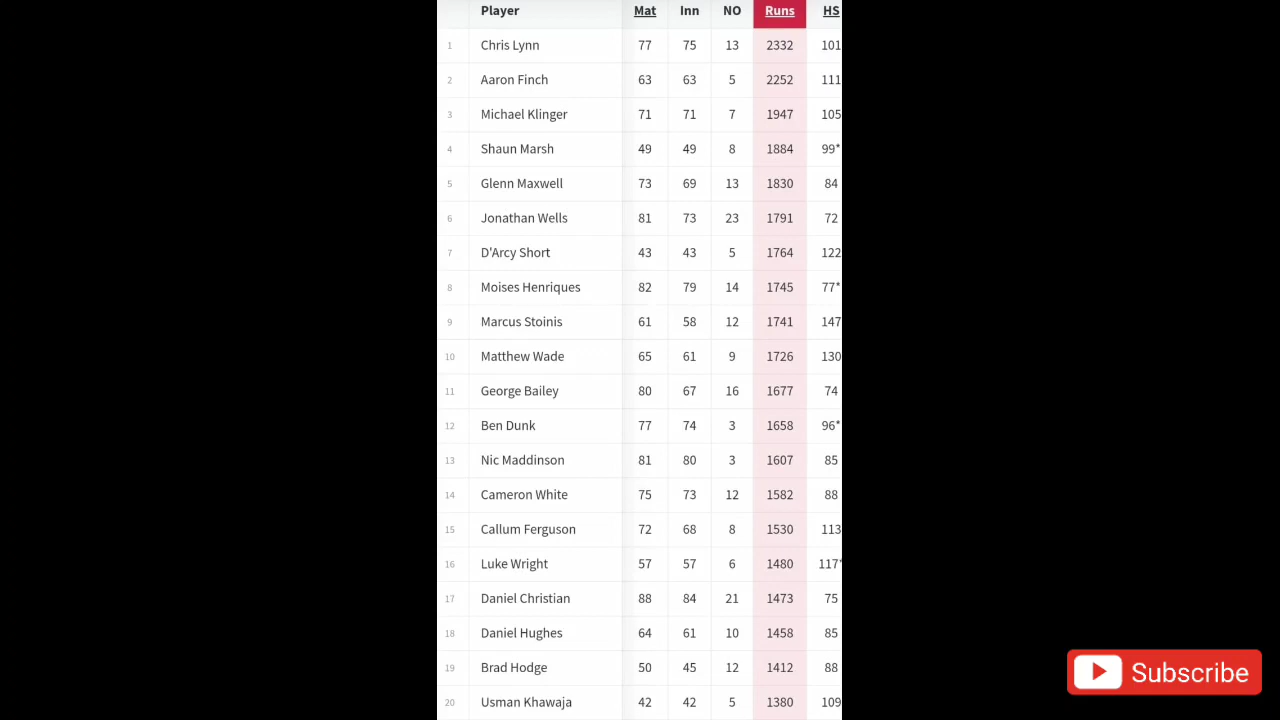 Player Mat Inn NO Runs HS
1 Chris Lynn 77 75 13 2332 101
2 Aaron Finch 63 63 5 2252 111
3 Michael Klinger 71 71 7 1947 105
4 Shaun Marsh 49 49 8 1884 99*
5 Glenn Maxwell 73 69 13 1830 84
6 Jonathan Wells 81 73 23 1791 72
7 D'Arcy Short 43 43 5 1764 122
8 Moises Henriques 82 79 14 1745 77*
9 Marcus Stoinis 61 58 12 1741 147
10 Matthew Wade 65 61 9 1726 130
11 George Bailey 80 67 16 1677 74
12 Ben Dunk 77 74 3 1658 96*
13 Nic Maddinson 81 80 3 1607 85
14 Cameron White 75 73 12 1582 88
15 Callum Ferguson 72 68 8 1530 113
16 Luke Wright 57 57 6 1480 117*
17 Daniel Christian 88 84 21 1473 75
18 Daniel Hughes 64 61 10 1458 85
19 Brad Hodge 50 45 12 1412 88
20 Usman Khawaja 42 42 5 1380 109
Subscribe